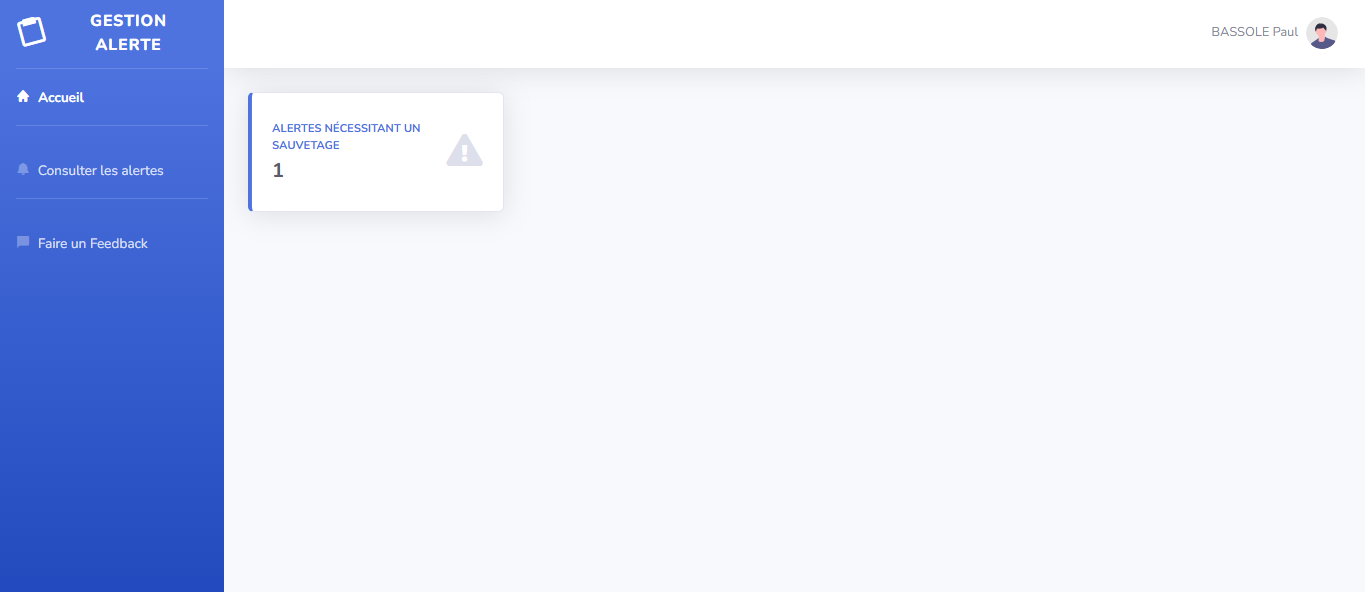 GESTION
ALERTE
Accueil
Consulter les alertes
Faire un Feedback
BASSOLE Paul
ALERTES NÉCESSITANT UN
SAUVETAGE
1